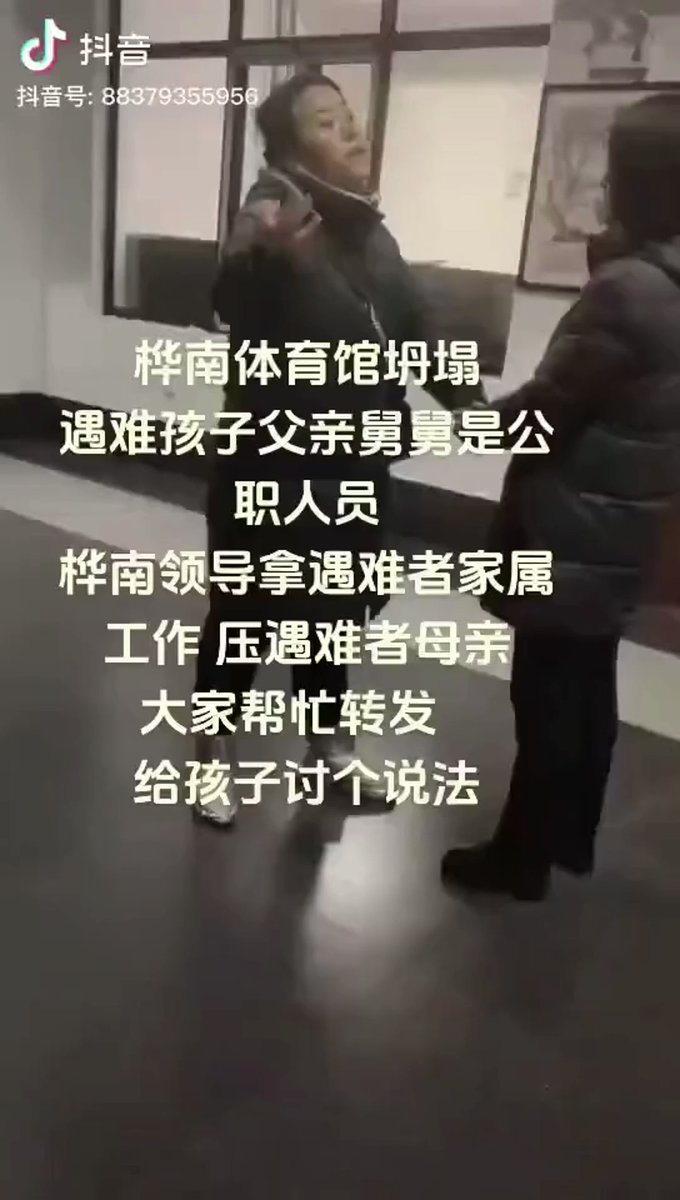 抖音
抖音号: 88379355956
桦南体育馆坍塌
遇难孩子父亲舅舅是公
职人员
桦南领导拿遇难者家属
工作 压遇难者母亲
大家帮忙转发
给孩子讨个说法